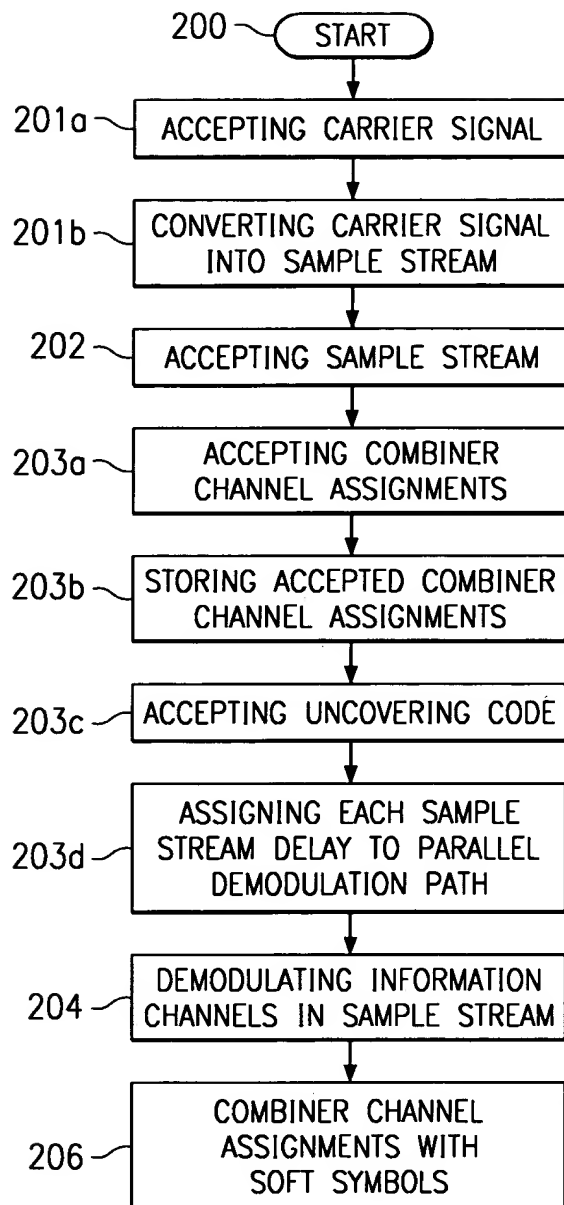 200
START
201a
ACCEPTING CARRIER SIGNAL
201b
CONVERTING CARRIER SIGNAL
INTO SAMPLE STREAM
202
ACCEPTING SAMPLE STREAM
203a
ACCEPTING COMBINER
CHANNEL ASSIGNMENTS
203b
STORING ACCEPTED COMBINER
CHANNEL ASSIGNMENTS
203c
ACCEPTING UNCOVERING CODE
203d
ASSIGNING EACH SAMPLE
STREAM DELAY TO PARALLEL
DEMODULATION PATH
204
DEMODULATING INFORMATION
CHANNELS IN SAMPLE STREAM
206
COMBINER CHANNEL
ASSIGNMENTS WITH
SOFT SYMBOLS